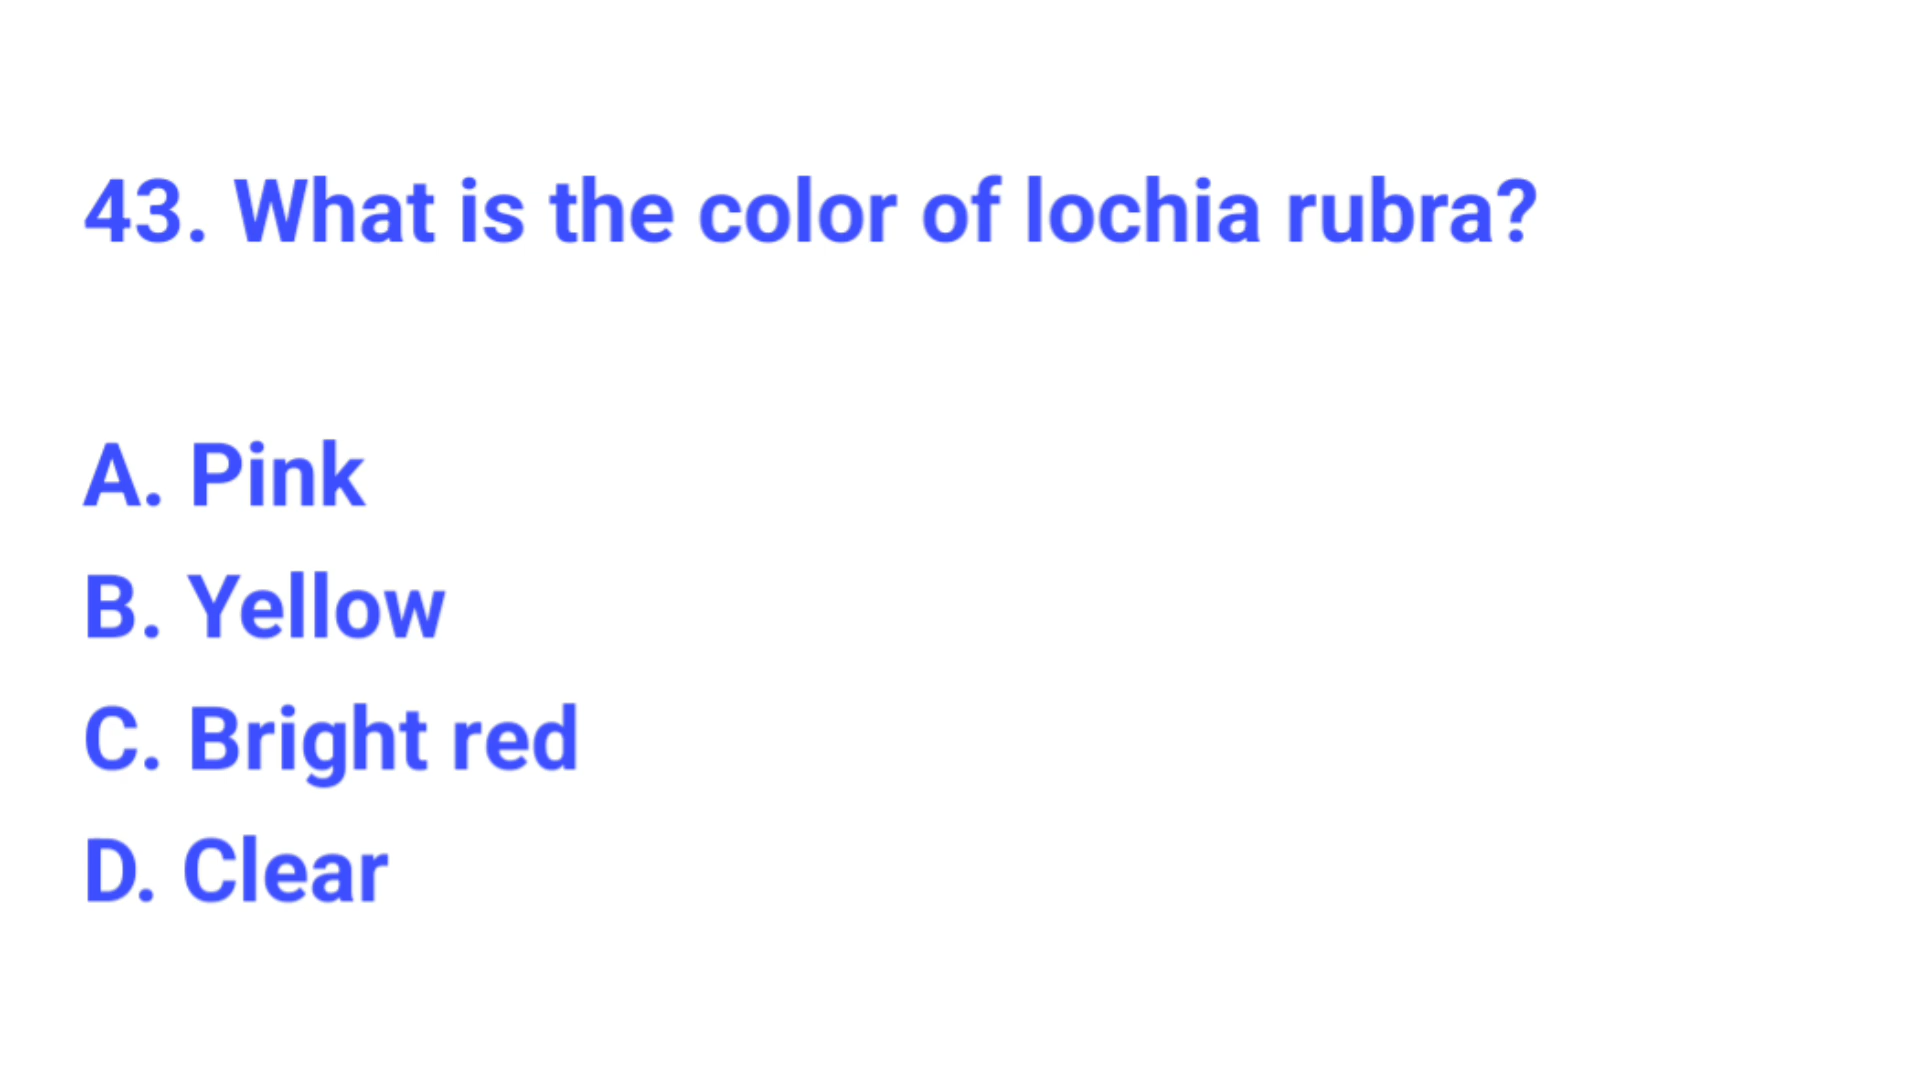 43. What is the color of lochia rubra?
A. Pink
B. Yellow
C. Bright red
D. Clear